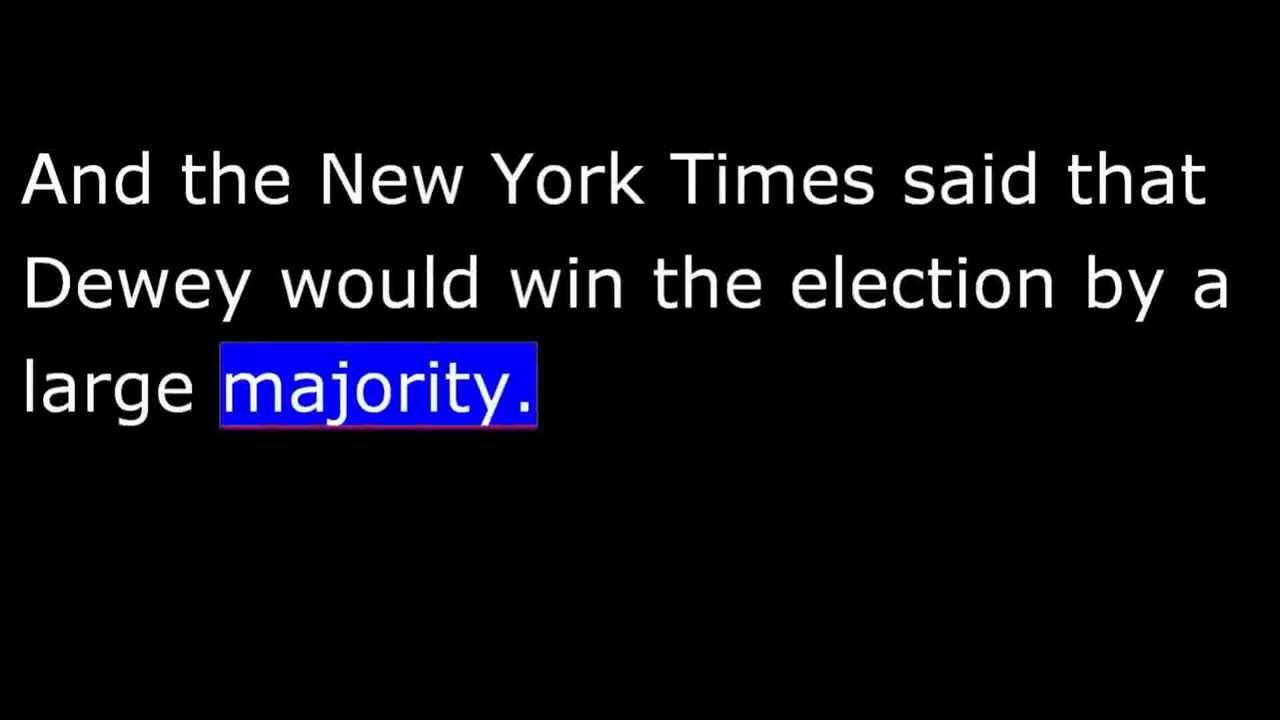 And the New York Times said that
Dewey would win the election by a
large majority.